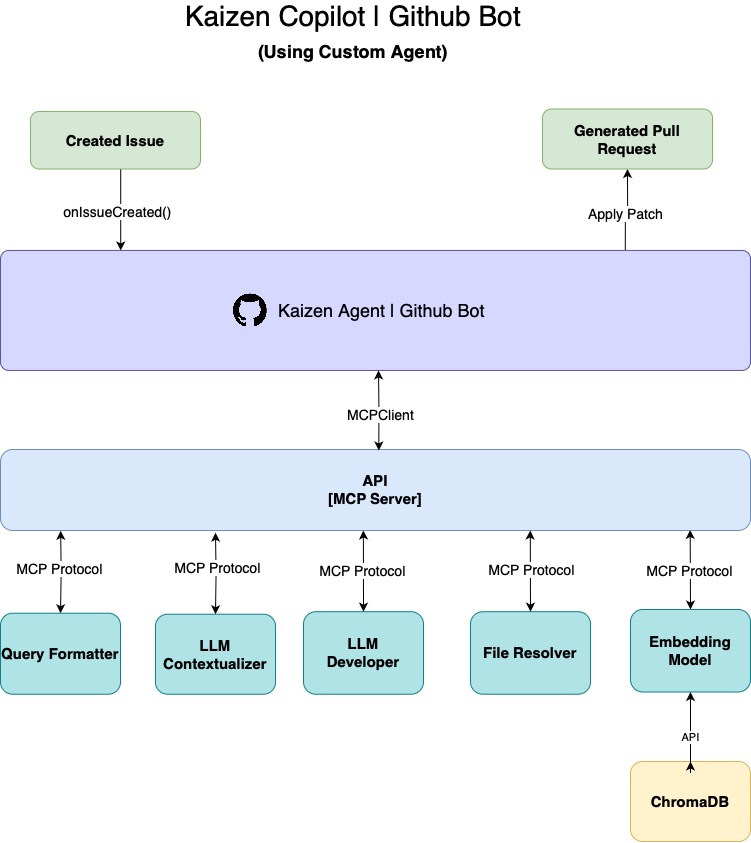 Kaizen Copilot | Github Bot
(Using Custom Agent)
Created Issue
Generated Pull
Request
onIssueCreated()
Apply Patch
Kaizen Agent | Github Bot
MCPClient
API
[MCP Server]
MCP Protocol
MCP Protocol
MCP Protocol
MCP Protocol
MCP Protocol
Query Formatter
LLM
Contextualizer
LLM
Developer
File Resolver
Embedding
Model
API
ChromaDB